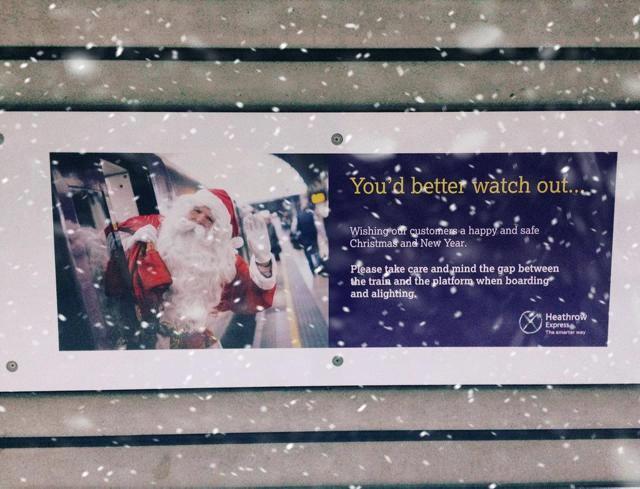 You'd better watch out...
Wishing our customers a happy and safe
Christmas and New Year.
Please take care and mind the gap between
the train and the platform when boarding
and alighting.
Heathrow
Express
The smarter way